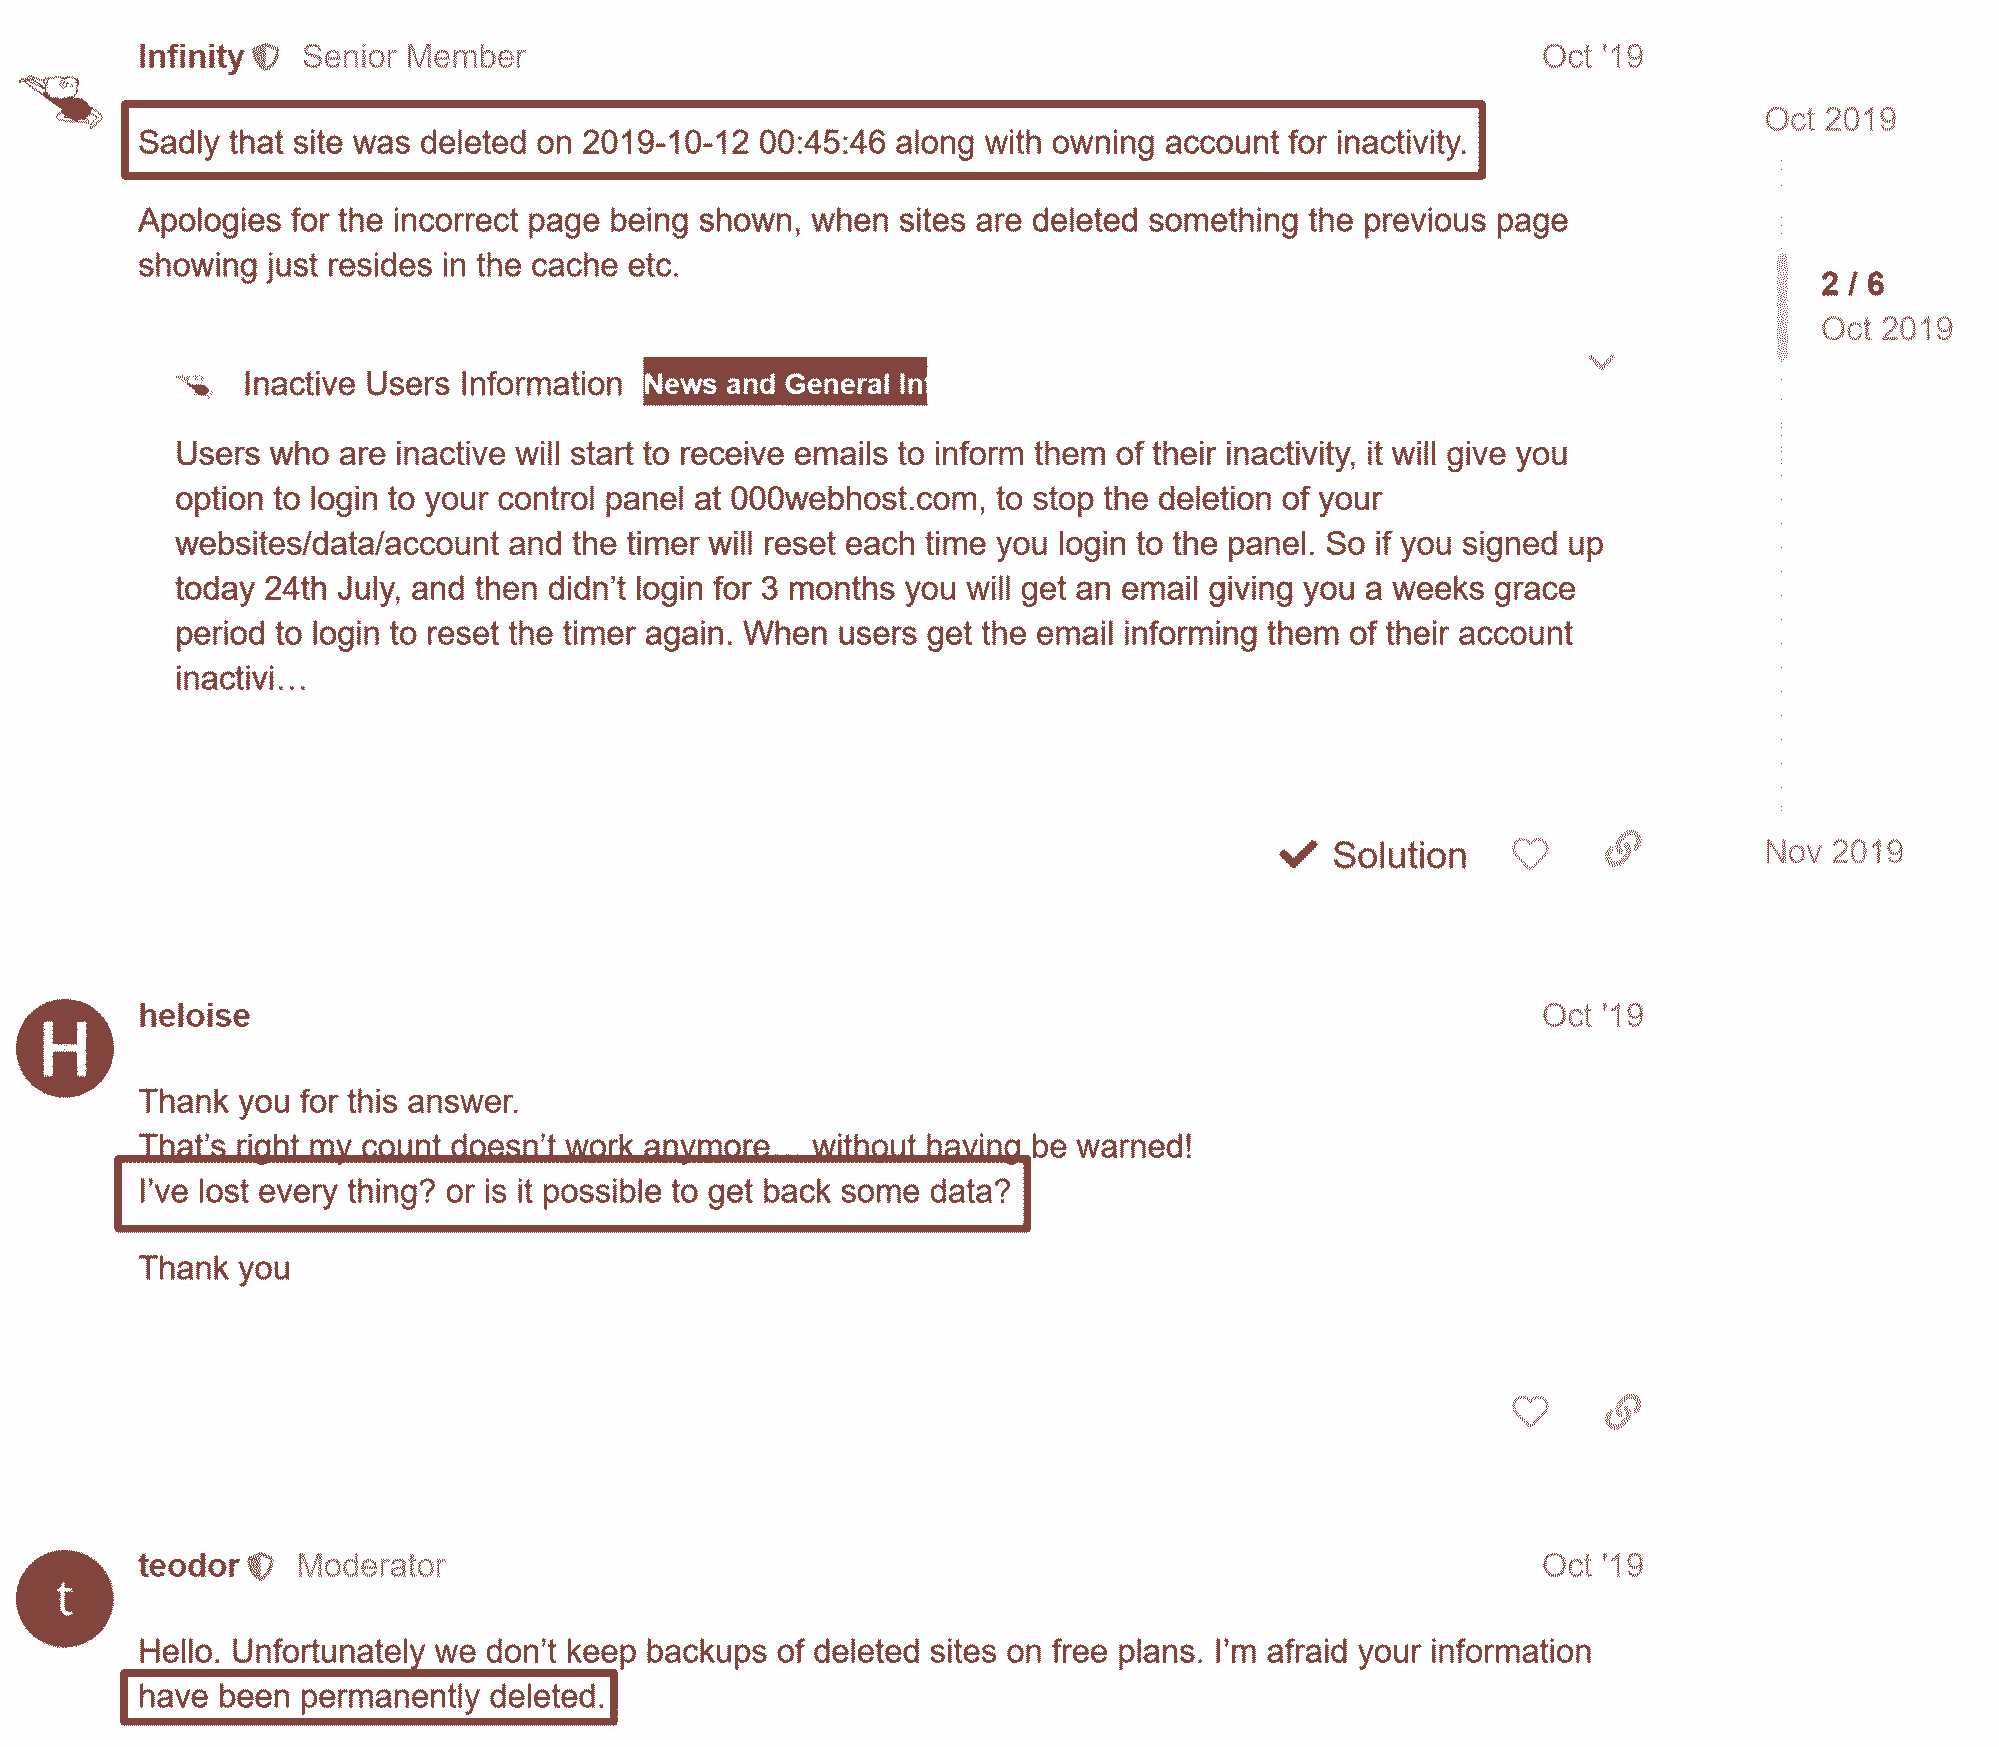 Infinity Senior Member Oct '19
Sadly that site was deleted on 2019-10-12 00:45:46 along with owning account for inactivity.
Apologies for the incorrect page being shown, when sites are deleted something the previous page
showing just resides in the cache etc.
Inactive Users Information News and General Inf
Users who are inactive will start to receive emails to inform them of their inactivity, it will give you
option to login to your control panel at 000webhost.com, to stop the deletion of your
websites/data/account and the timer will reset each time you login to the panel. So if you signed up
today 24th July, and then didn’t login for 3 months you will get an email giving you a weeks grace
period to login to reset the timer again. When users get the email informing them of their account
inactivi…
Solution
Oct 2019
2 / 6
Oct 2019
Nov 2019
H
heloise Oct '19
Thank you for this answer.
That’s right my count doesn’t work anymore… without having be warned!
I’ve lost every thing? or is it possible to get back some data?
Thank you
t
teodor Moderator Oct '19
Hello. Unfortunately we don’t keep backups of deleted sites on free plans. I’m afraid your information
have been permanently deleted.